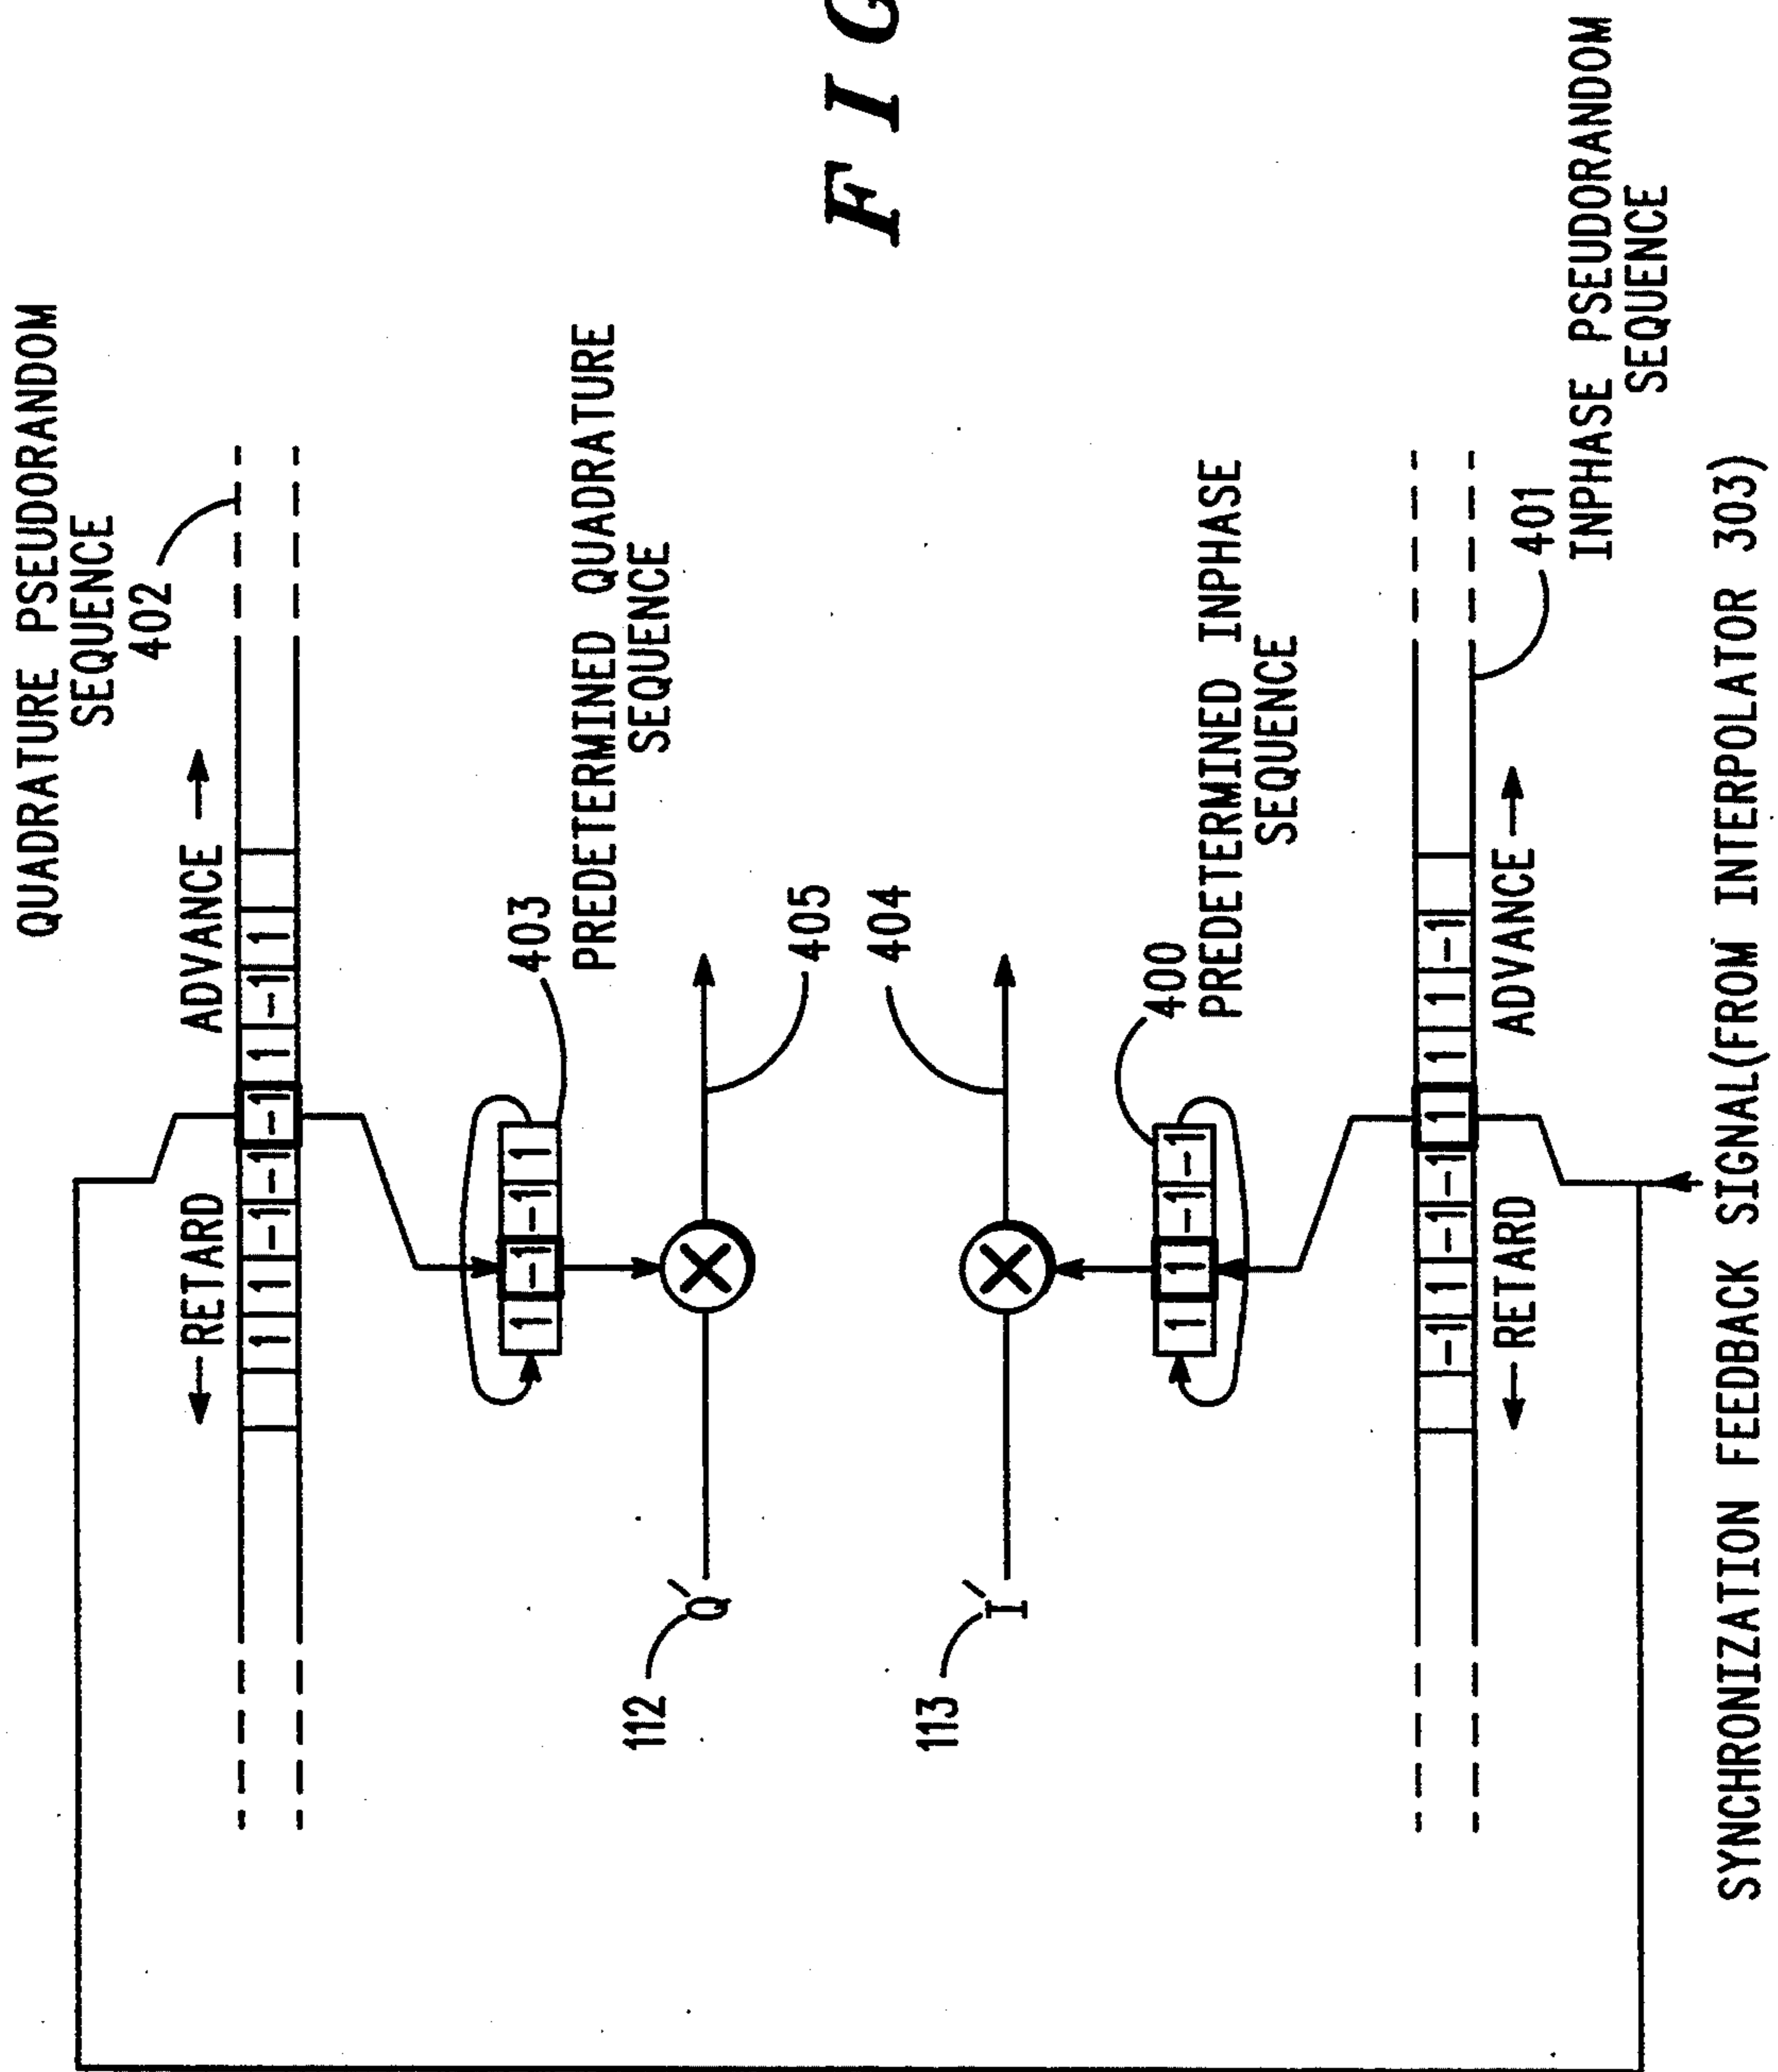 QUADRATURE PSEUDORANDOM
SEQUENCE
402
RETARD ADVANCE
1 1 -1 -1 -1 1 -1 1
403
1 -1 -1 1
PREDETERMINED QUADRATURE
SEQUENCE
112
Q'
405
FIG
404
113
I'
400
1 1 -1 -1
PREDETERMINED INPHASE
SEQUENCE
-1 1 -1 -1 1 1 1 -1
RETARD ADVANCE
401
INPHASE PSEUDORANDOM
SEQUENCE
SYNCHRONIZATION FEEDBACK SIGNAL(FROM INTERPOLATOR 303)